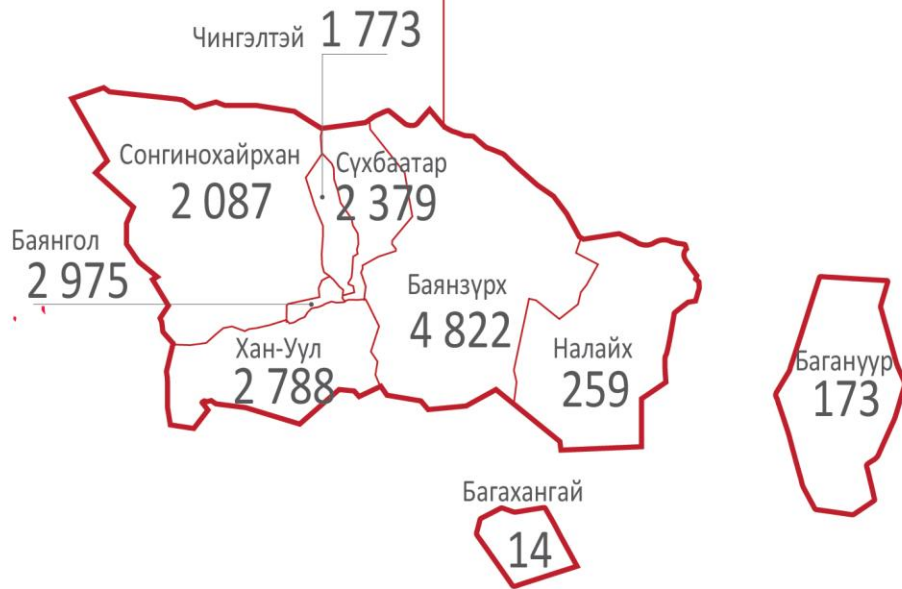 Чингэлтэй 1 773
Сонгинохайрхан
2 087
Сүхбаатар
2 379
Баянгол
2 975
Баянзүрх
4 822
Хан-Уул
2 788
Налайх
259
Багануур
173
Багахангай
14